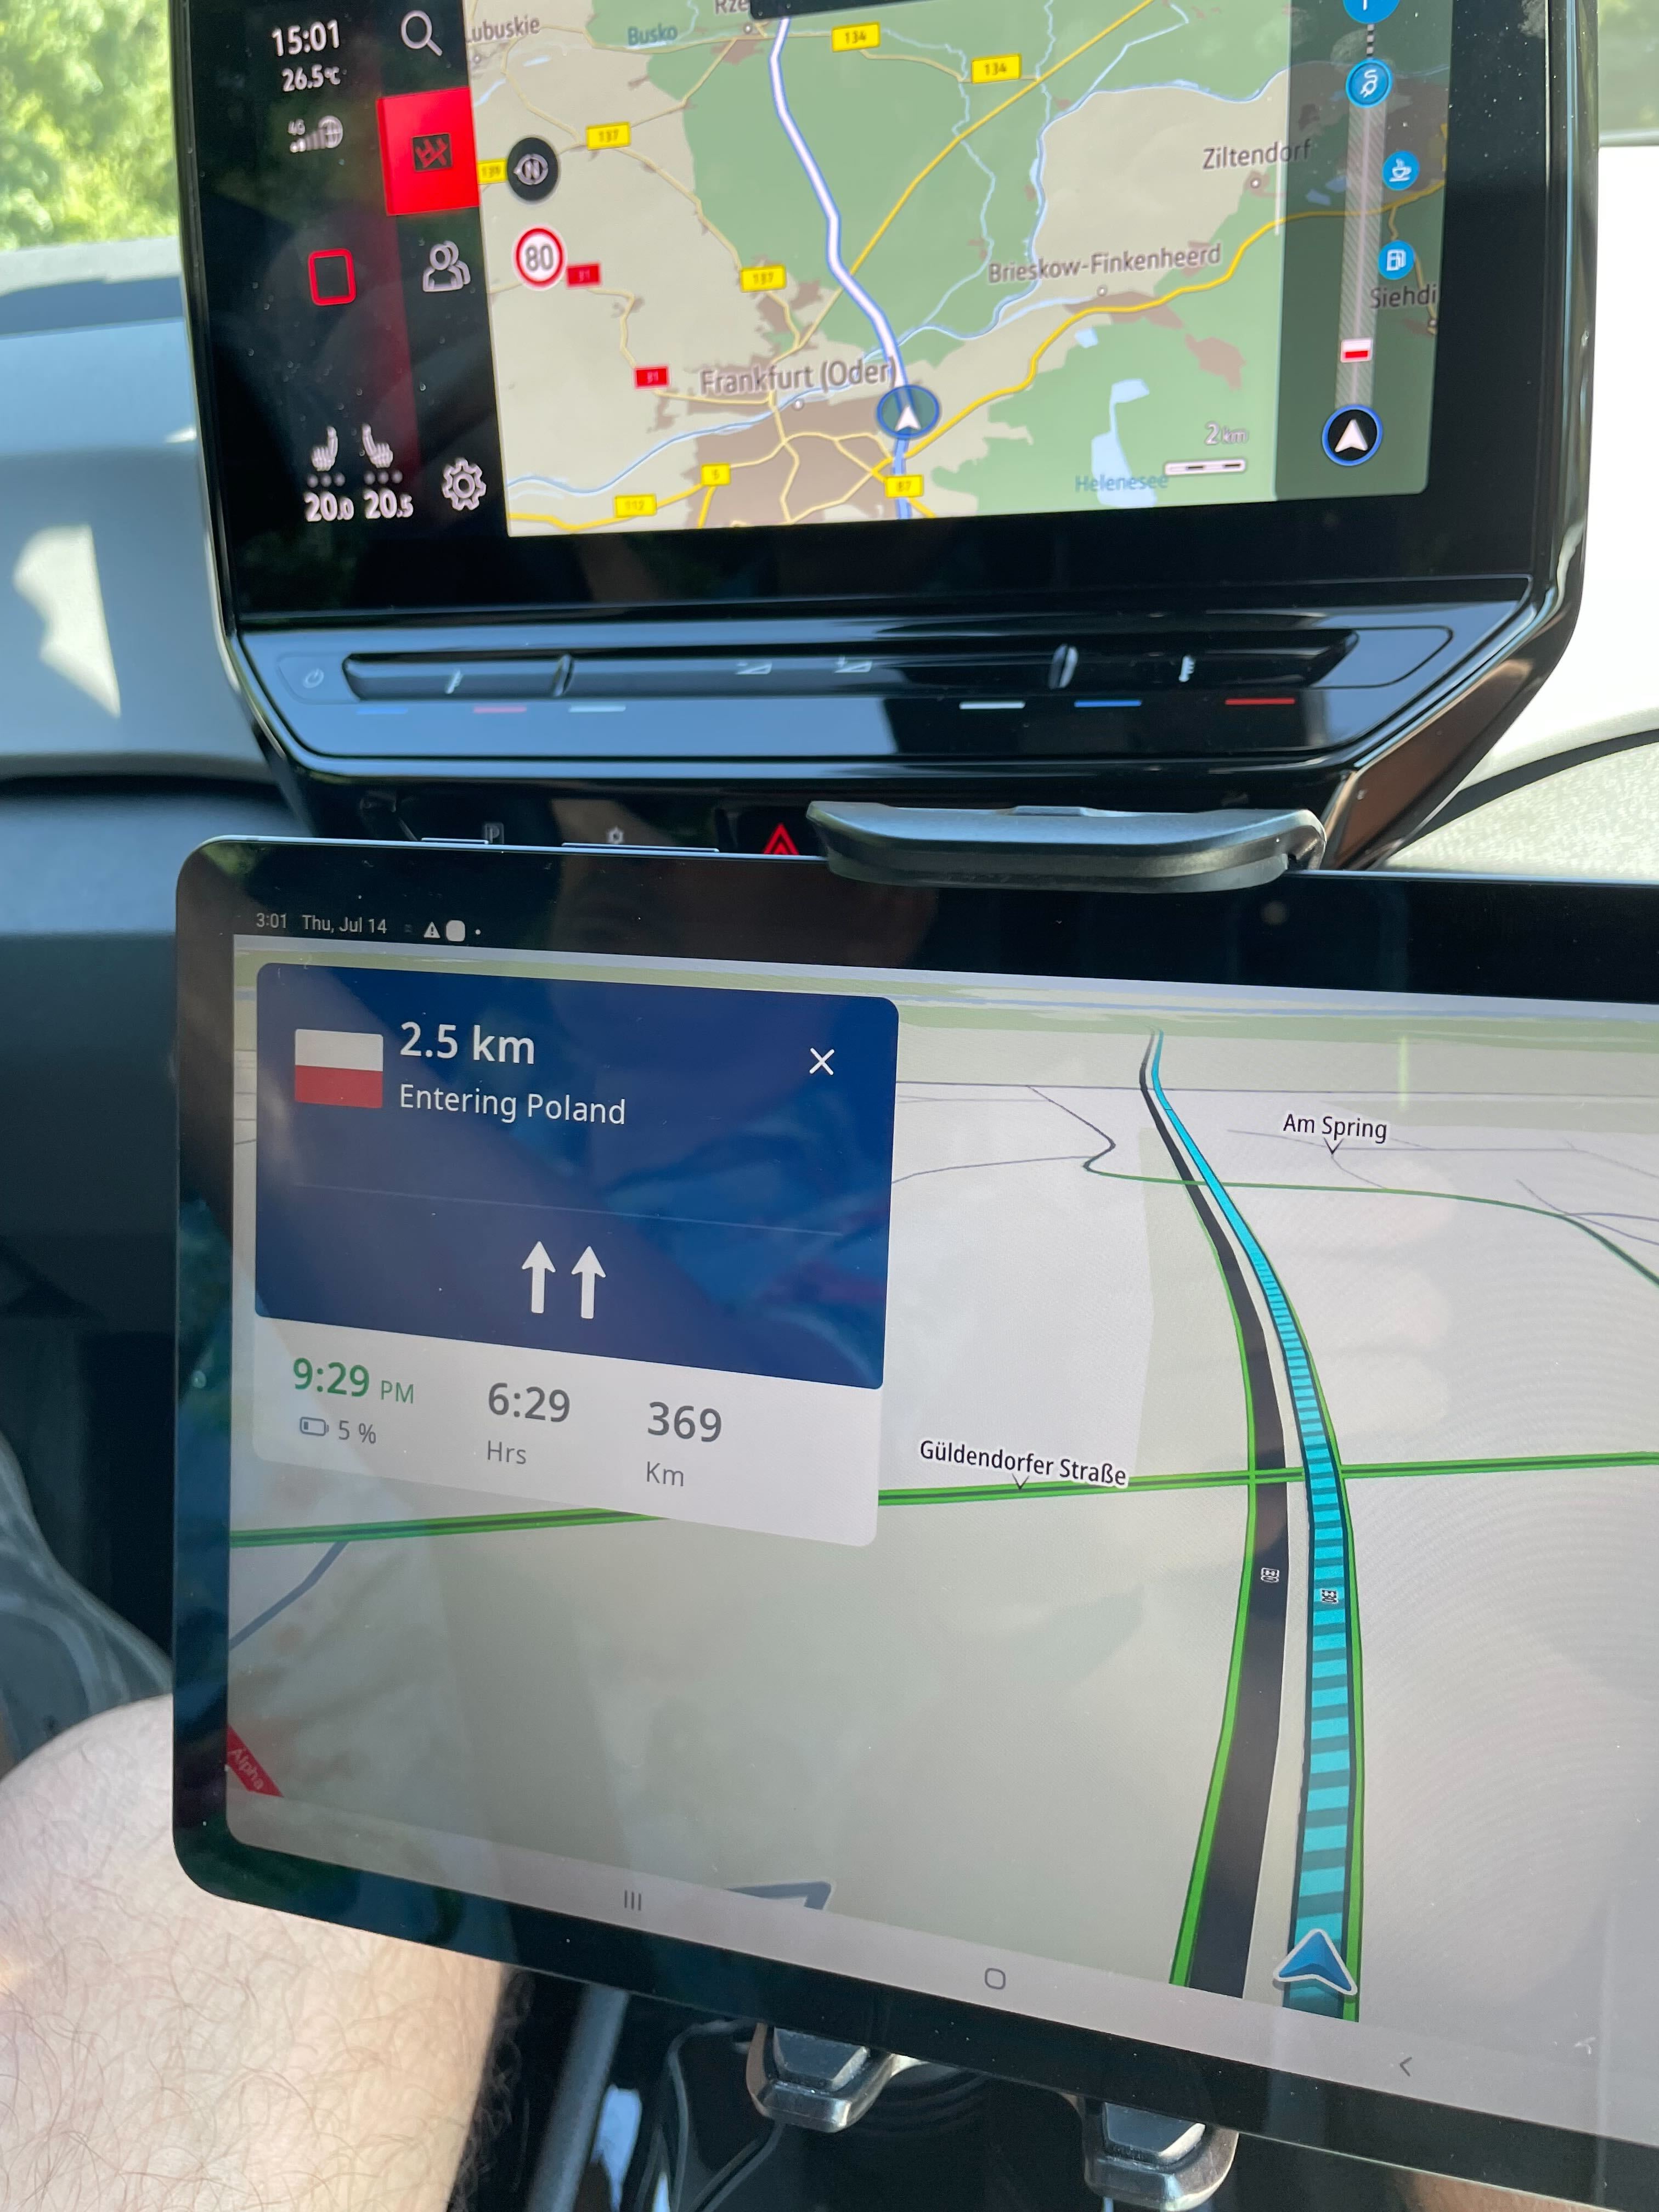 15:01
26.5°C
4G
Busko
134
134
137
139
80
Ziltendorf
137
Brieskow-Finkenheerd
Frankfurt (Oder)
2 km
5
87
112
Helenesee
20.0 20.5
P
3:01 Thu, Jul 14
2.5 km
Entering Poland
9:29 PM
5 %
6:29
Hrs
369
Km
Am Spring
Güldendorfer Straße
Alpha